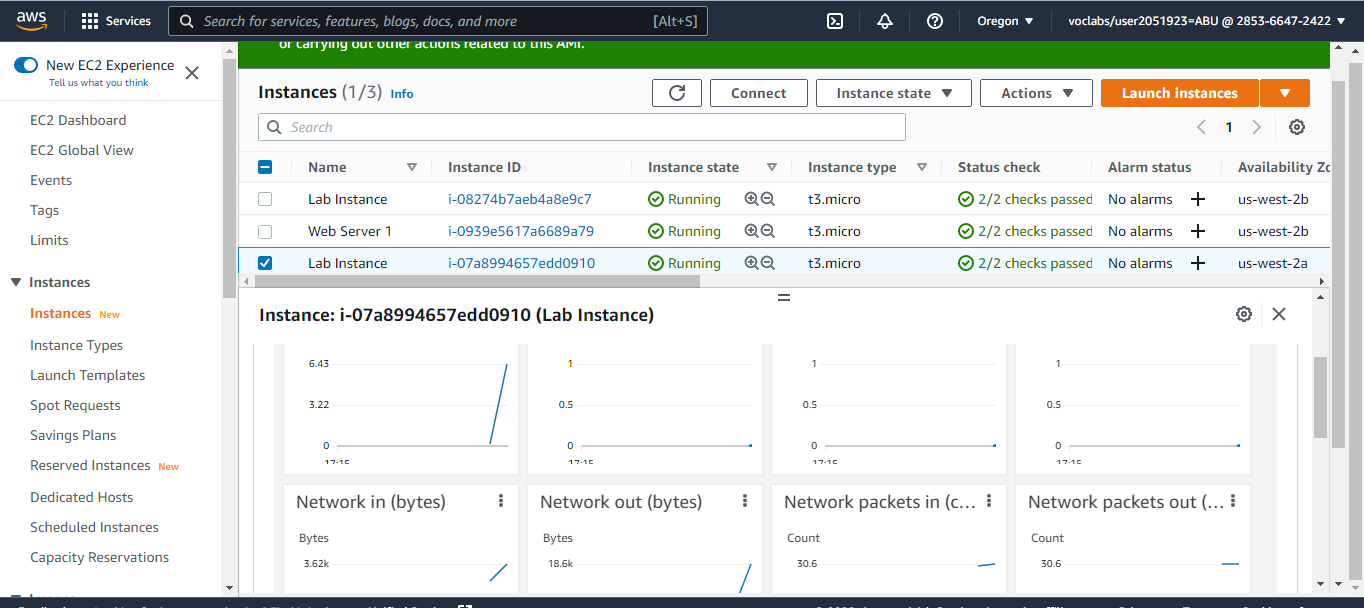 aws
Services
Search for services, features, blogs, docs, and more
[Alt+S]
Oregon
voclabs/user2051923=ABU @ 2853-6647-2422
New EC2 Experience
Tell us what you think
EC2 Dashboard
EC2 Global View
Events
Tags
Limits
Instances
Instances New
Instance Types
Launch Templates
Spot Requests
Savings Plans
Reserved Instances New
Dedicated Hosts
Scheduled Instances
Capacity Reservations
or carrying out other actions related to this AMI.
Instances (1/3) Info
Connect
Instance state
Actions
Launch instances
Search
1
Name Instance ID Instance state Instance type Status check Alarm status Availability Zo
Lab Instance i-08274b7aeb4a8e9c7 Running t3.micro 2/2 checks passed No alarms + us-west-2b
Web Server 1 i-0939e5617a6689a79 Running t3.micro 2/2 checks passed No alarms + us-west-2b
Lab Instance i-07a8994657edd0910 Running t3.micro 2/2 checks passed No alarms + us-west-2a
Instance: i-07a8994657edd0910 (Lab Instance)
6.43
3.22
0
17:15
1
0.5
0
17:15
1
0.5
0
17:15
1
0.5
0
17:15
Network in (bytes)
Bytes
3.62k
Network out (bytes)
Bytes
18.6k
Network packets in (c...
Count
30.6
Network packets out (...
Count
30.6